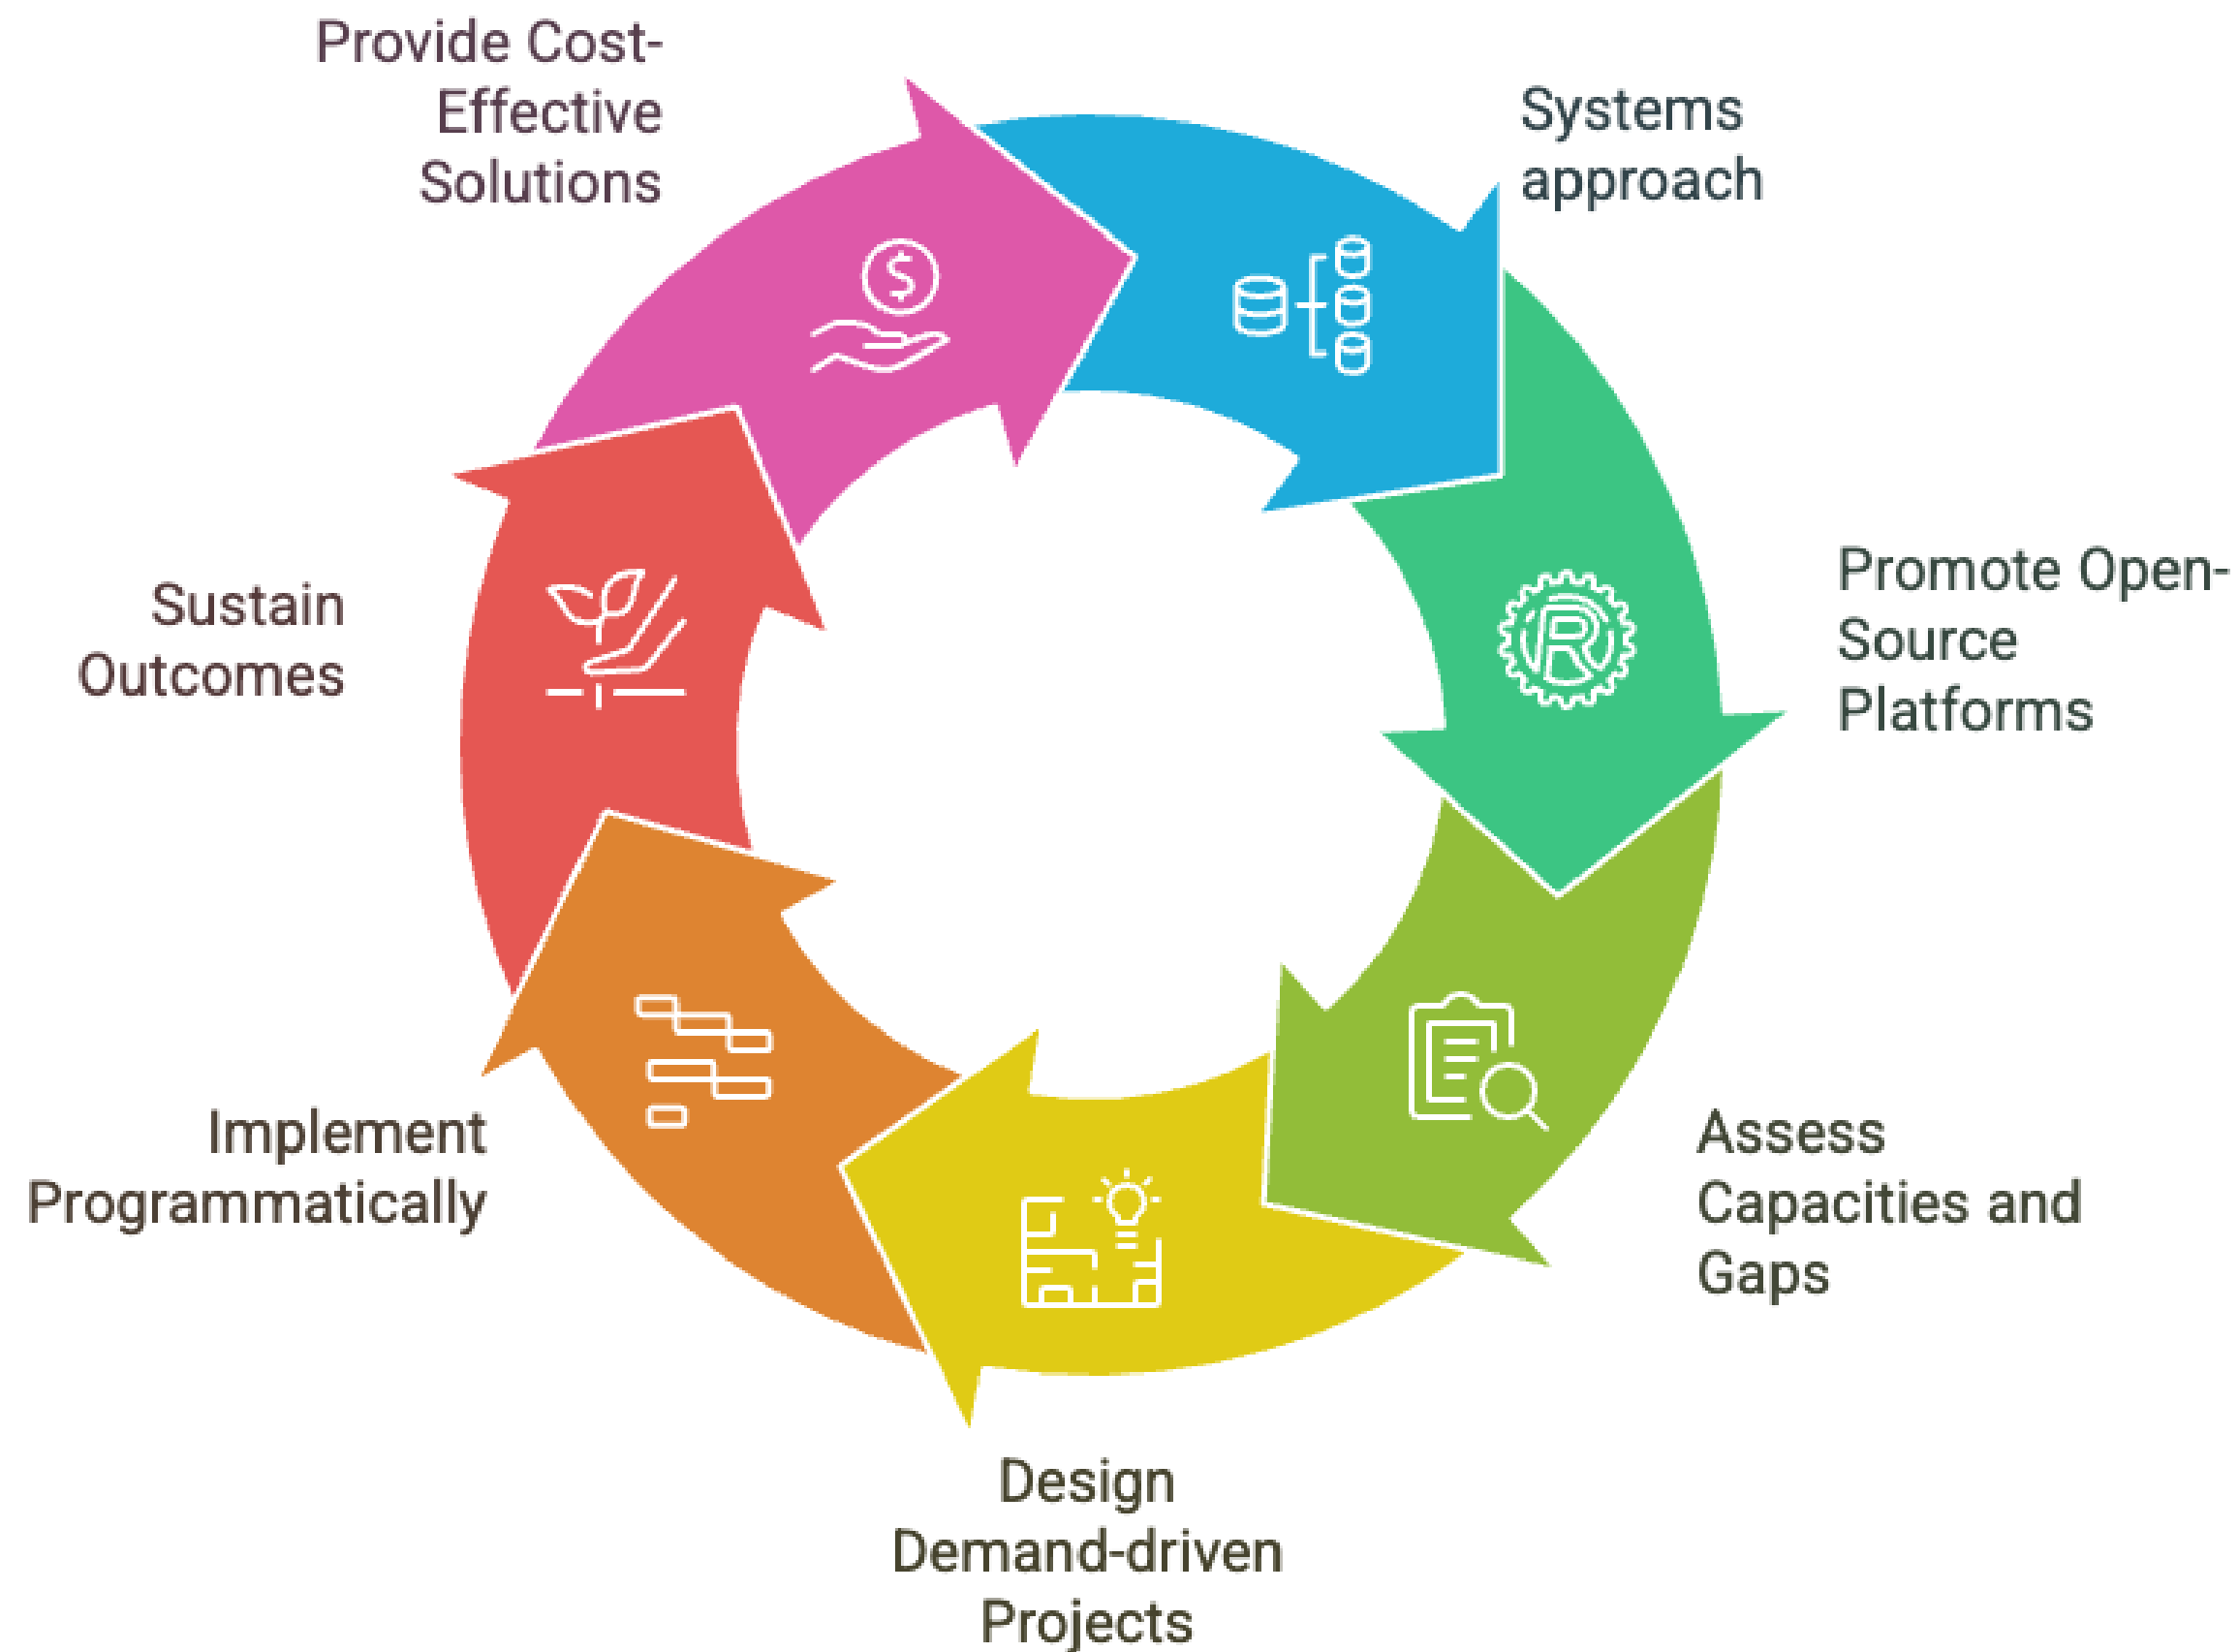 Provide Cost-
Effective
Solutions
Systems
approach
Promote Open-
Source
Platforms
Assess
Capacities and
Gaps
Design
Demand-driven
Projects
Implement
Programmatically
Sustain
Outcomes
$
R